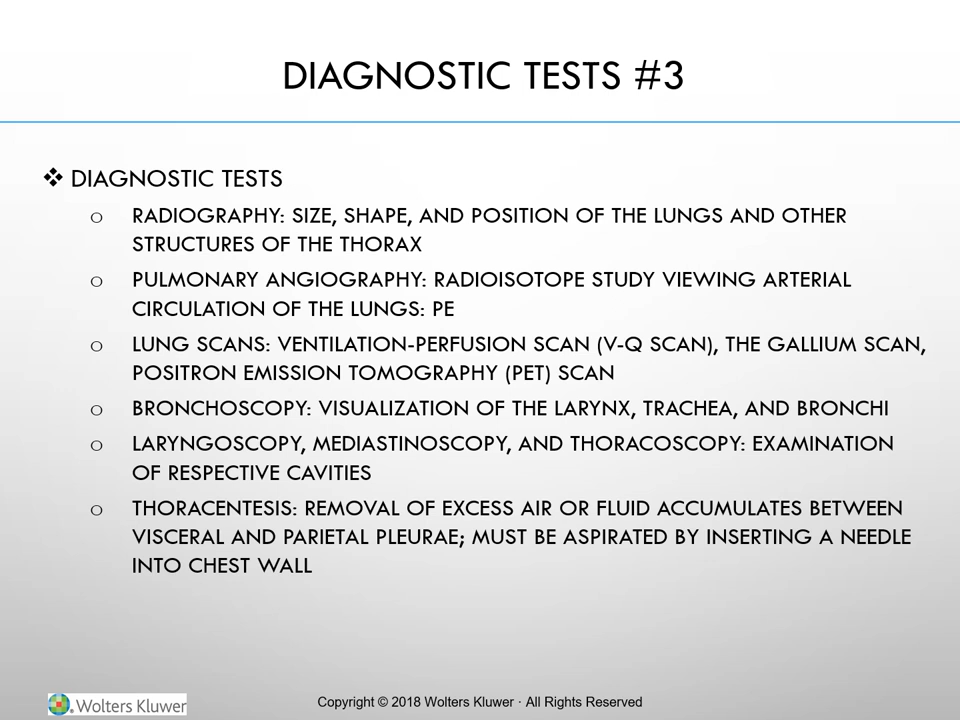 DIAGNOSTIC TESTS #3
❖ DIAGNOSTIC TESTS
o RADIOGRAPHY: SIZE, SHAPE, AND POSITION OF THE LUNGS AND OTHER
STRUCTURES OF THE THORAX
o PULMONARY ANGIOGRAPHY: RADIOISOTOPE STUDY VIEWING ARTERIAL
CIRCULATION OF THE LUNGS: PE
o LUNG SCANS: VENTILATION-PERFUSION SCAN (V-Q SCAN), THE GALLIUM SCAN,
POSITRON EMISSION TOMOGRAPHY (PET) SCAN
o BRONCHOSCOPY: VISUALIZATION OF THE LARYNX, TRACHEA, AND BRONCHI
o LARYNGOSCOPY, MEDIASTINOSCOPY, AND THORACOSCOPY: EXAMINATION
OF RESPECTIVE CAVITIES
o THORACENTESIS: REMOVAL OF EXCESS AIR OR FLUID ACCUMULATES BETWEEN
VISCERAL AND PARIETAL PLEURAE; MUST BE ASPIRATED BY INSERTING A NEEDLE
INTO CHEST WALL
Wolters Kluwer
Copyright © 2018 Wolters Kluwer · All Rights Reserved